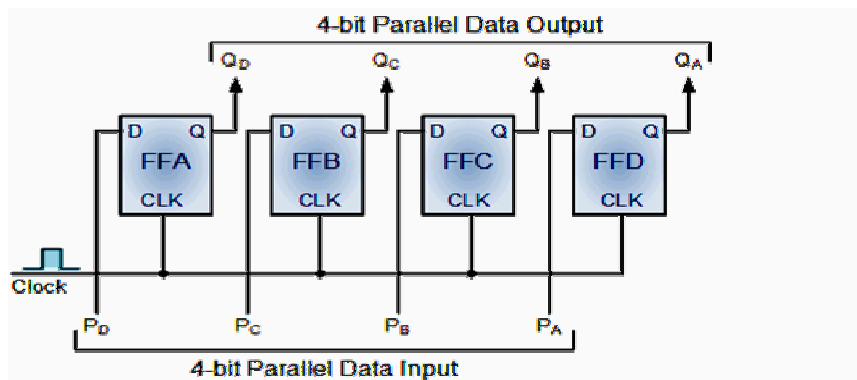 4-bit Parallel Data Output
QD QC QB QA
D Q D Q D Q D Q
FFA FFB FFC FFD
CLK CLK CLK CLK
Clock
PD PC PB PA
4-bit Parallel Data Input